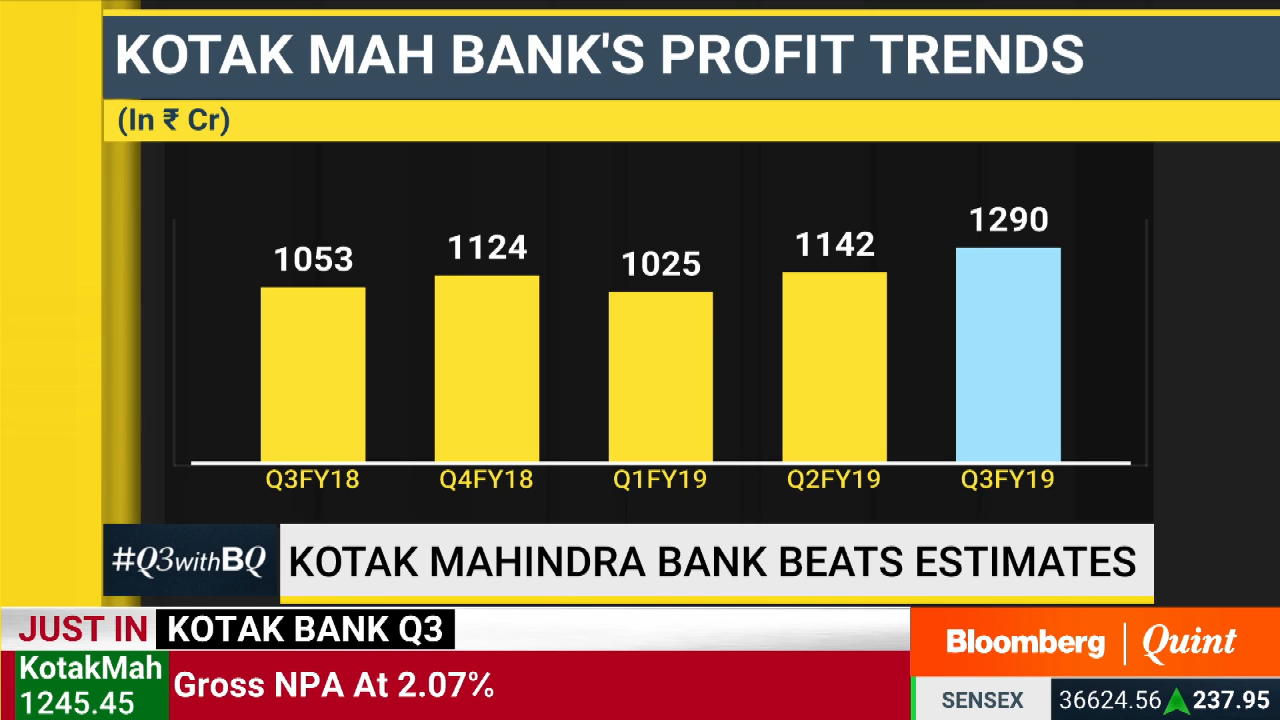 KOTAK MAH BANK'S PROFIT TRENDS
(In ₹ Cr)
1053
1124
1025
1142
1290
Q3FY18
Q4FY18
Q1FY19
Q2FY19
Q3FY19
#Q3withBQ
KOTAK MAHINDRA BANK BEATS ESTIMATES
JUST IN KOTAK BANK Q3
KotakMah
1245.45
Gross NPA At 2.07%
Bloomberg | Quint
SENSEX 36624.56 ▲ 237.95